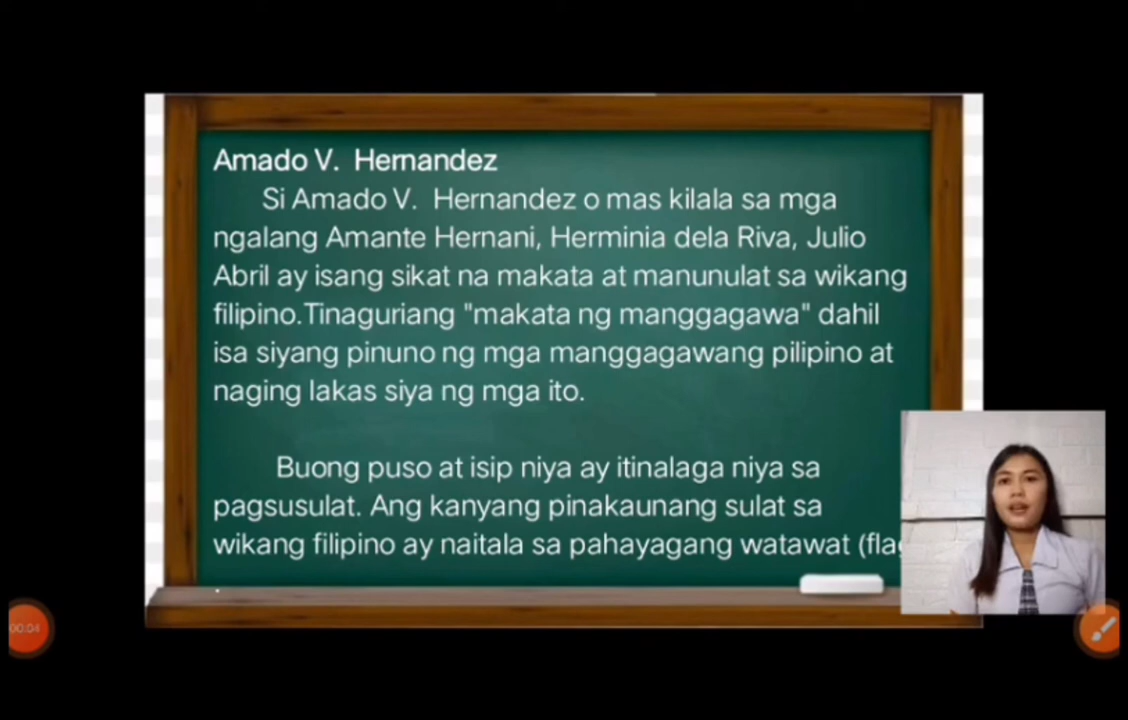 Amado V. Hernandez
Si Amado V. Hernandez o mas kilala sa mga
ngalang Amante Hernani, Herminia dela Riva, Julio
Abril ay isang sikat na makata at manunulat sa wikang
filipino.Tinaguriang "makata ng manggagawa" dahil
isa siyang pinuno ng mga manggagawang pilipino at
naging lakas siya ng mga ito.
Buong puso at isip niya ay itinalaga niya sa
pagsusulat. Ang kanyang pinakaunang sulat sa
wikang filipino ay naitala sa pahayagang watawat
00:04